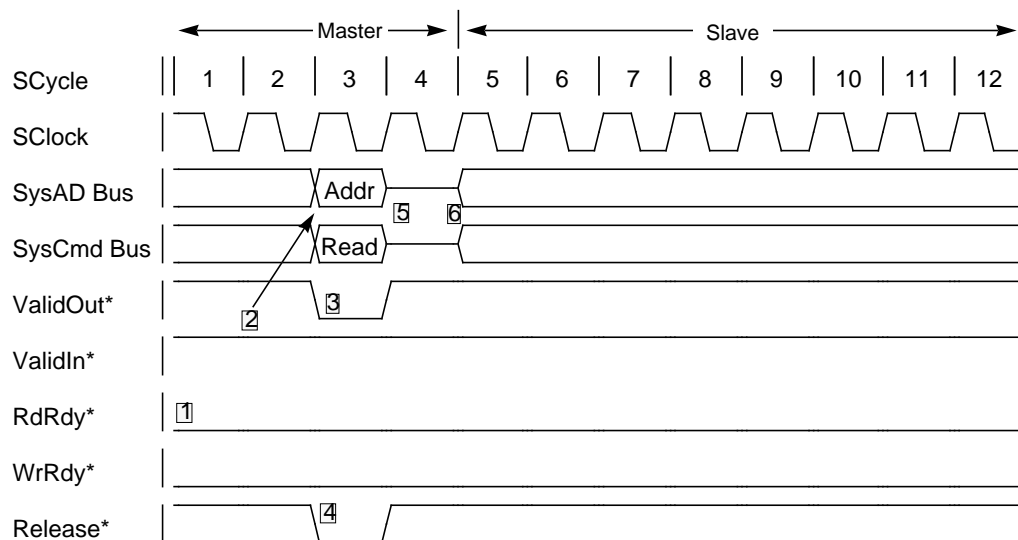 Master Slave
SCycle 1 2 3 4 5 6 7 8 9 10 11 12
SClock
SysAD Bus Addr
5 6
SysCmd Bus Read
ValidOut* 3
2
ValidIn*
RdRdy* 1
WrRdy*
Release* 4